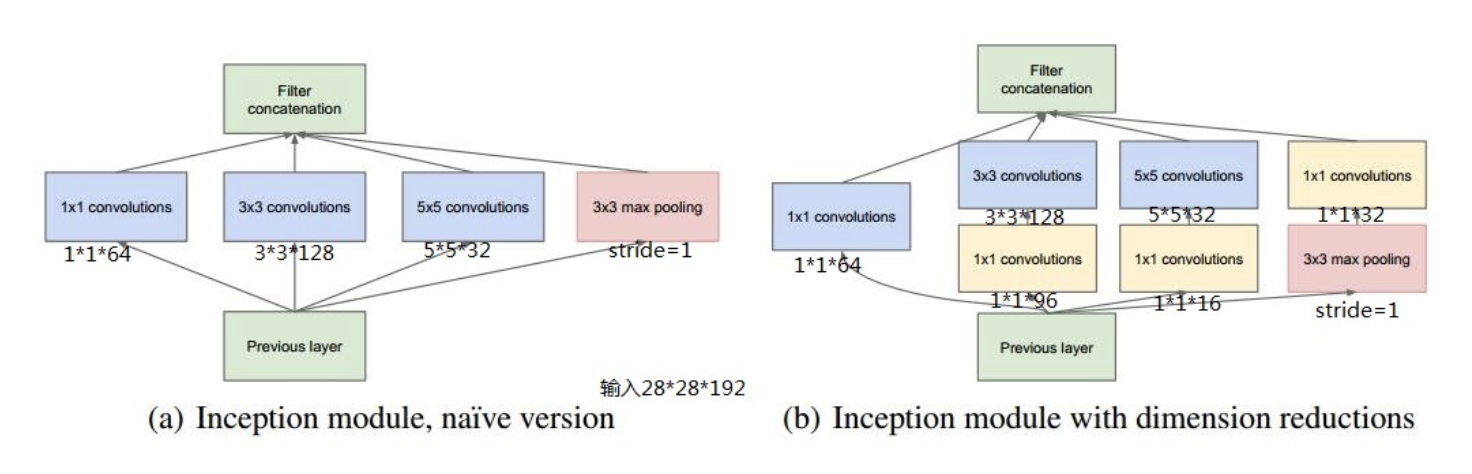 Filter
concatenation
1x1 convolutions
3x3 convolutions
5x5 convolutions
3x3 max pooling
1*1*64
3*3*128
5*5*32
stride=1
Previous layer
输入28*28*192
(a) Inception module, naïve version
Filter
concatenation
3x3 convolutions
5x5 convolutions
1x1 convolutions
1x1 convolutions
3*3*128
5*5*32
1*1*32
1*1*64
1x1 convolutions
1x1 convolutions
3x3 max pooling
1*1*96
1*1*16
stride=1
Previous layer
(b) Inception module with dimension reductions